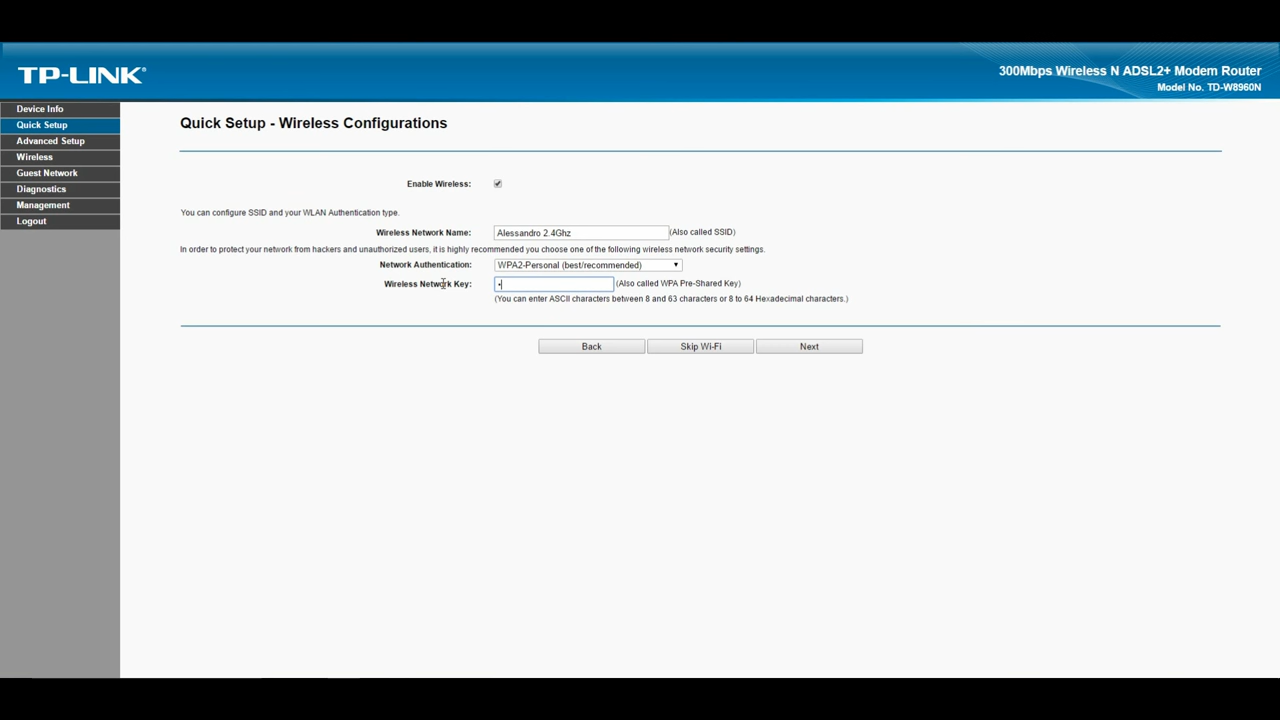 TP-LINK®
300Mbps Wireless N ADSL2+ Modem Router
Model No. TD-W8960N
Device Info
Quick Setup
Advanced Setup
Wireless
Guest Network
Diagnostics
Management
Logout
Quick Setup - Wireless Configurations
Enable Wireless:
You can configure SSID and your WLAN Authentication type.
Wireless Network Name: Alessandro 2.4Ghz (Also called SSID)
In order to protect your network from hackers and unauthorized users, it is highly recommended you choose one of the following wireless network security settings.
Network Authentication: WPA2-Personal (best/recommended)
Wireless Network Key: • (Also called WPA Pre-Shared Key)
(You can enter ASCII characters between 8 and 63 characters or 8 to 64 Hexadecimal characters.)
Back Skip Wi-Fi Next